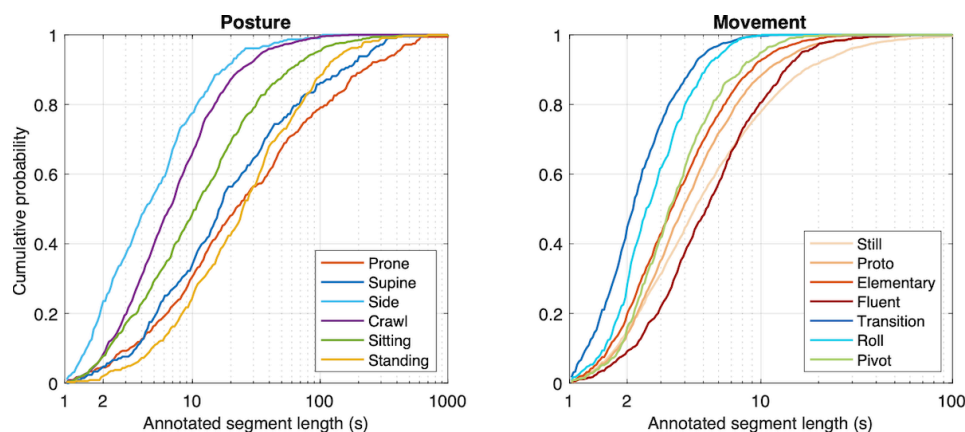 Posture
Cumulative probability
1
0.8
0.6
0.4
0.2
0
Prone
Supine
Side
Crawl
Sitting
Standing
1 2 10 100 1000
Annotated segment length (s)
Movement
1
0.8
0.6
0.4
0.2
0
Still
Proto
Elementary
Fluent
Transition
Roll
Pivot
1 2 10 100
Annotated segment length (s)